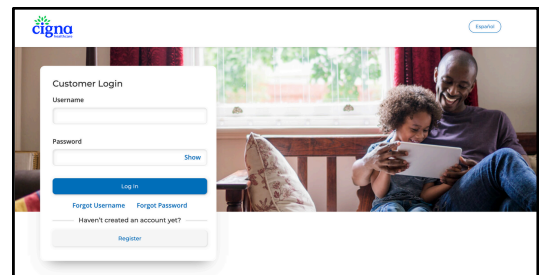 cigna
healthcare
Español
Customer Login
Username
Password
Show
Log In
Forgot Username Forgot Password
Haven't created an account yet?
Register